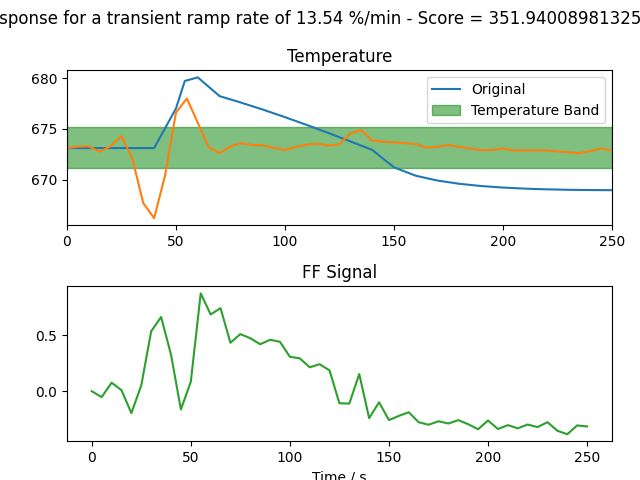 sponse for a transient ramp rate of 13.54 %/min - Score = 351.94008981325
Temperature
680
675
670
Original
Temperature Band
0 50 100 150 200 250
FF Signal
0.5
0.0
0 50 100 150 200 250
Time / s